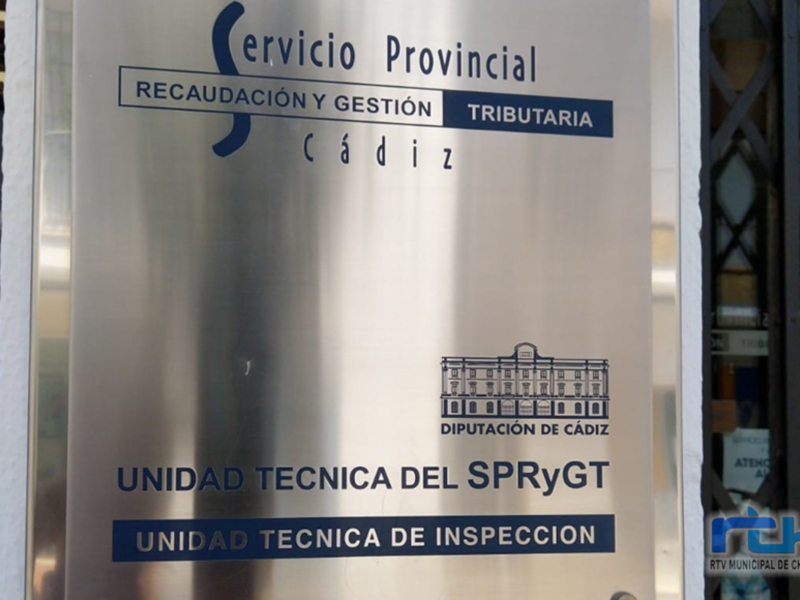 Servicio Provincial
RECAUDACIÓN Y GESTIÓN TRIBUTARIA
Cádiz
DIPUTACIÓN DE CÁDIZ
UNIDAD TECNICA DEL SPRyGT
UNIDAD TECNICA DE INSPECCION
RTV MUNICIPAL DE